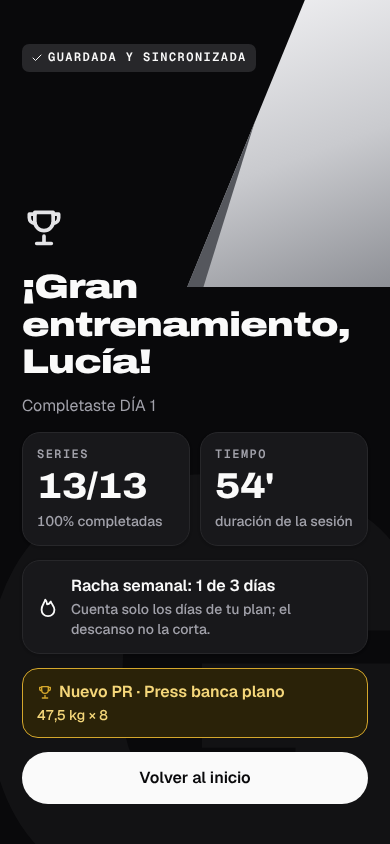 GUARDADA Y SINCRONIZADA
¡Gran
entrenamiento,
Lucía!
Completaste DÍA 1
SERIES
13/13
100% completadas
TIEMPO
54'
duración de la sesión
Racha semanal: 1 de 3 días
Cuenta solo los días de tu plan; el
descanso no la corta.
Nuevo PR · Press banca plano
47,5 kg × 8
Volver al inicio